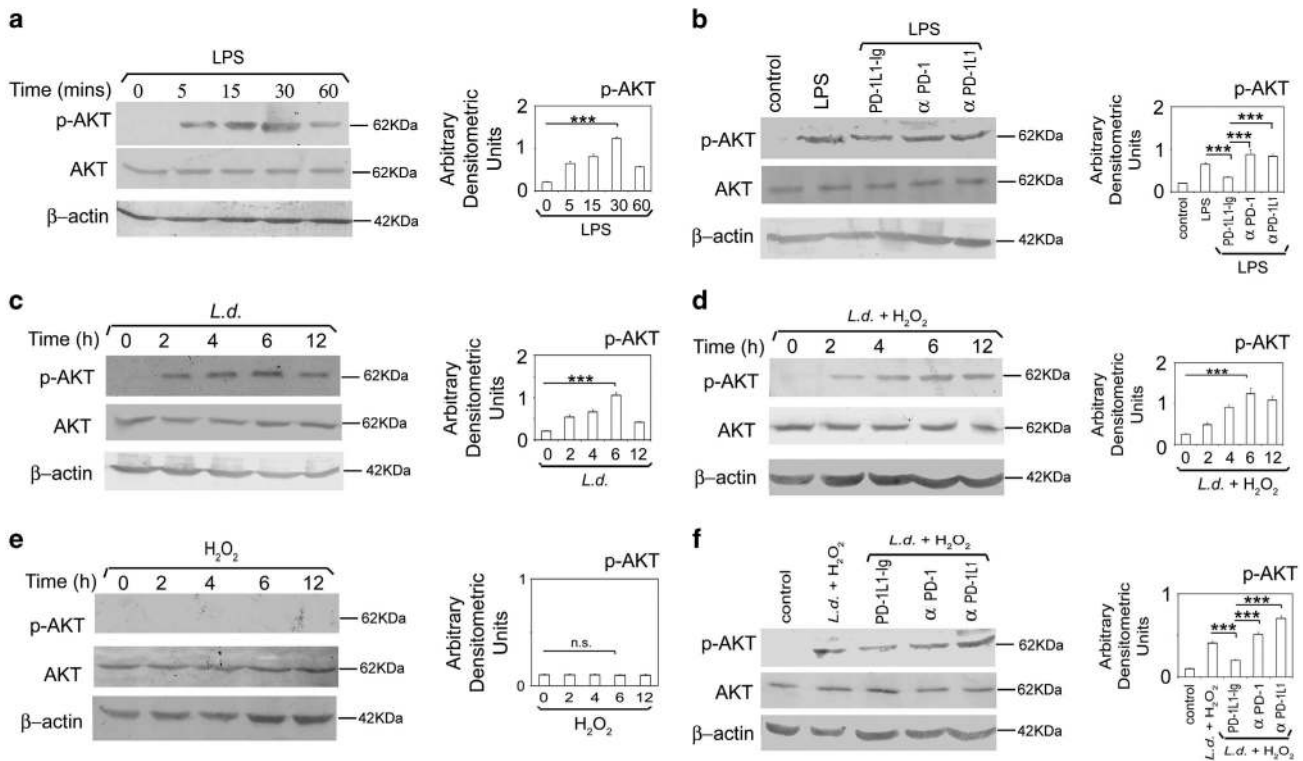 a
LPS
Time (mins) 0 5 15 30 60
p-AKT 62KDa
AKT 62KDa
β–actin 42KDa
p-AKT
Arbitrary
Densitometric
Units
2
1
0
***
0 5 15 30 60
LPS
b
LPS
control LPS PD-1L1-Ig α PD-1 α PD-1L1
p-AKT 62KDa
AKT 62KDa
β–actin 42KDa
p-AKT
Arbitrary
Densitometric
Units
2
1
0
*** *** ***
control LPS PD-1L1-Ig α PD-1 α PD-1L1
LPS
c
L.d.
Time (h) 0 2 4 6 12
p-AKT 62KDa
AKT 62KDa
β–actin 42KDa
p-AKT
Arbitrary
Densitometric
Units
2
1
0
***
0 2 4 6 12
L.d.
d
L.d. + H₂O₂
Time (h) 0 2 4 6 12
p-AKT 62KDa
AKT 62KDa
β–actin 42KDa
p-AKT
Arbitrary
Densitometric
Units
2
1
0
***
0 2 4 6 12
L.d. + H₂O₂
e
H₂O₂
Time (h) 0 2 4 6 12
p-AKT 62KDa
AKT 62KDa
β–actin 42KDa
p-AKT
Arbitrary
Densitometric
Units
1
0
n.s.
0 2 4 6 12
H₂O₂
f
L.d. + H₂O₂
control L.d. + H₂O₂ PD-1L1-Ig α PD-1 α PD-1L1
p-AKT 62KDa
AKT 62KDa
β–actin 42KDa
p-AKT
Arbitrary
Densitometric
Units
1
0
*** *** ***
control L.d. + H₂O₂ PD-1L1-Ig α PD-1 α PD-1L1
L.d. + H₂O₂